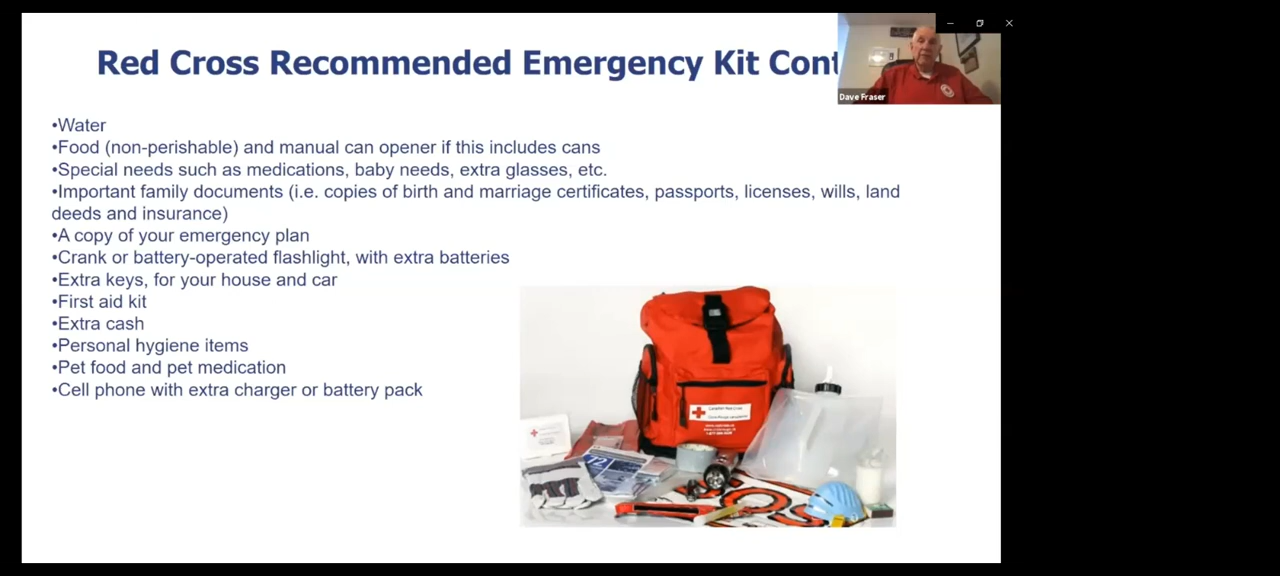 Red Cross Recommended Emergency Kit Cont
Dave Fraser
•Water
•Food (non-perishable) and manual can opener if this includes cans
•Special needs such as medications, baby needs, extra glasses, etc.
•Important family documents (i.e. copies of birth and marriage certificates, passports, licenses, wills, land
deeds and insurance)
•A copy of your emergency plan
•Crank or battery-operated flashlight, with extra batteries
•Extra keys, for your house and car
•First aid kit
•Extra cash
•Personal hygiene items
•Pet food and pet medication
•Cell phone with extra charger or battery pack
Canadian Red Cross
72